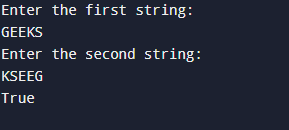 Enter the first string:
GEEKS
Enter the second string:
KSEEG
True